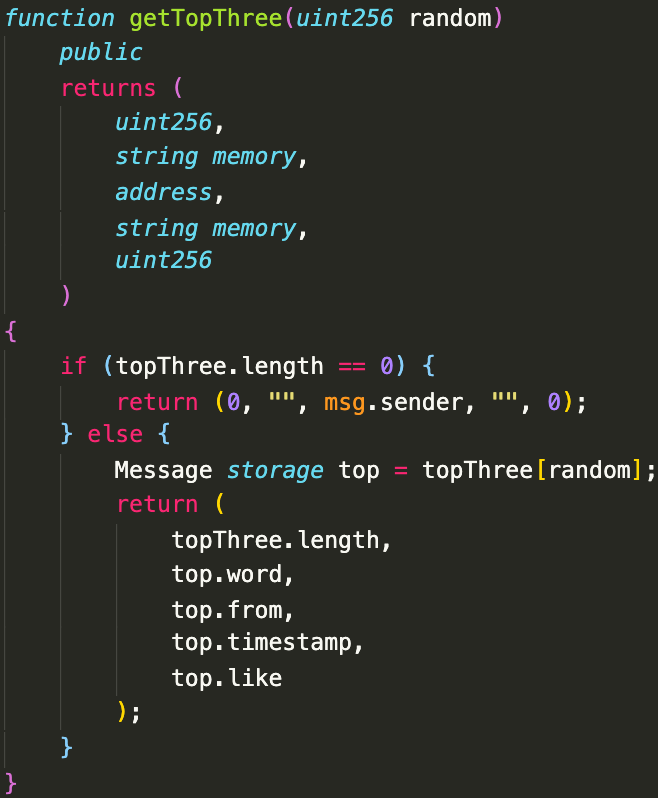 function getTopThree(uint256 random)
    public
    returns (
        uint256,
        string memory,
        address,
        string memory,
        uint256
    )
{
    if (topThree.length == 0) {
        return (0, "", msg.sender, "", 0);
    } else {
        Message storage top = topThree[random];
        return (
            topThree.length,
            top.word,
            top.from,
            top.timestamp,
            top.like
        );
    }
}